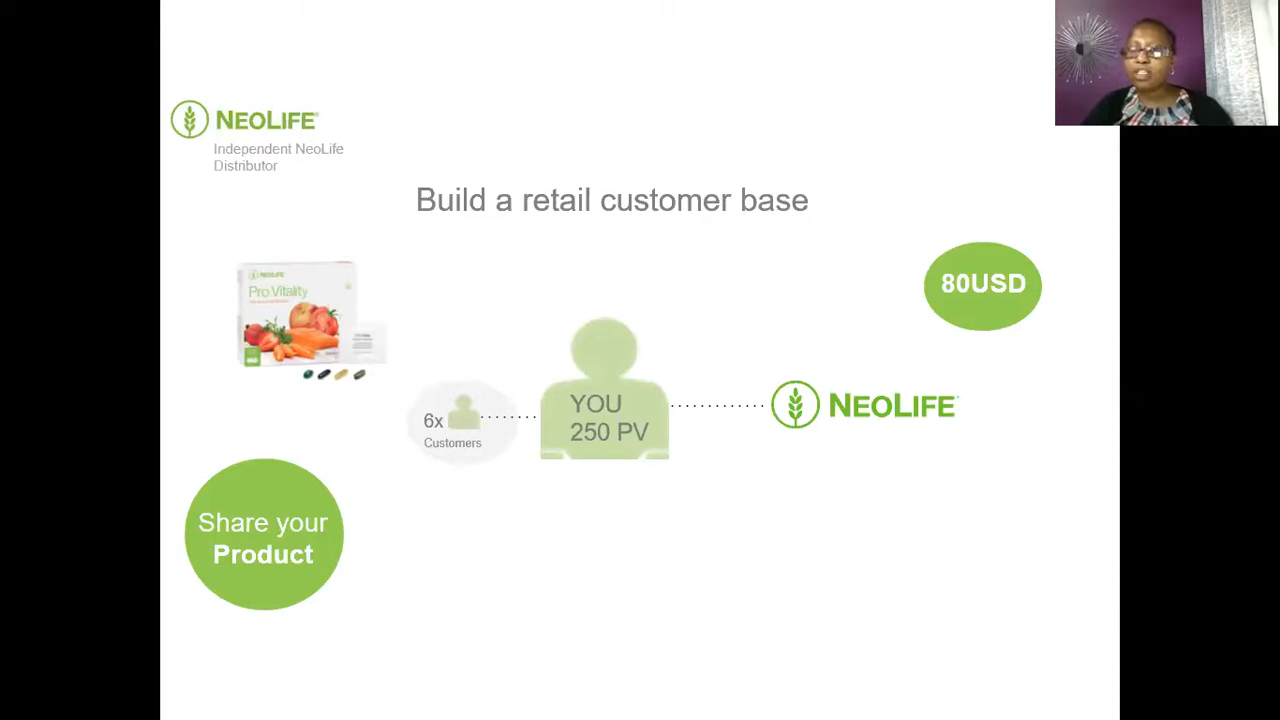 NEOLIFE
Independent NeoLife
Distributor
Build a retail customer base
NEOLIFE
Pro Vitality
80USD
YOU
250 PV
6x
Customers
NEOLIFE
Share your
Product